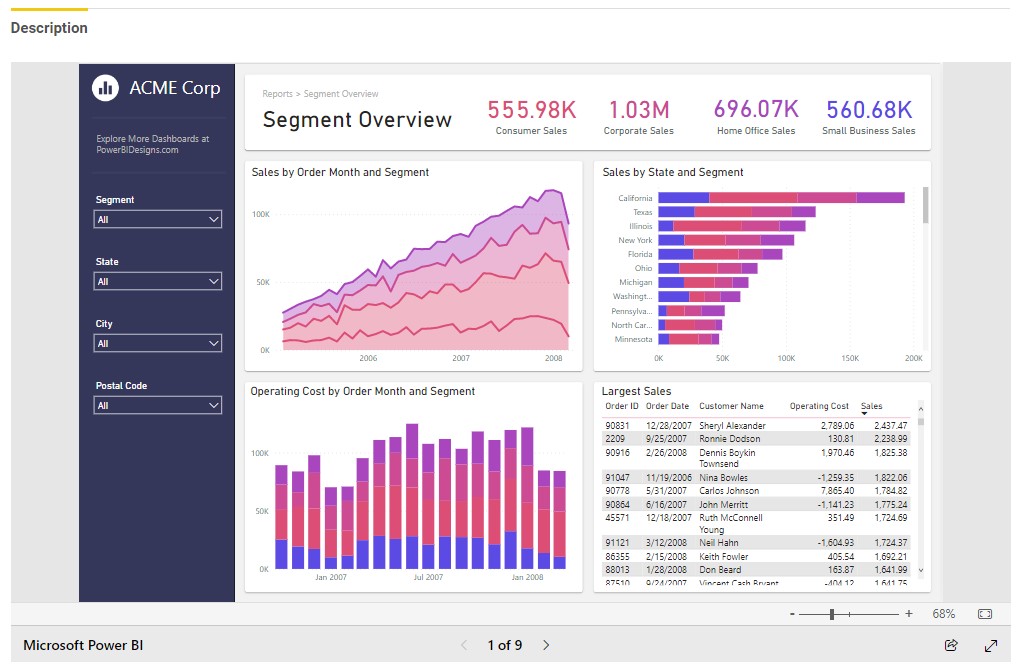 Description
ACME Corp
Explore More Dashboards at
PowerBIDesigns.com
Segment
All
State
All
City
All
Postal Code
All
Reports > Segment Overview
Segment Overview
555.98K
Consumer Sales
1.03M
Corporate Sales
696.07K
Home Office Sales
560.68K
Small Business Sales
Sales by Order Month and Segment
100K
50K
0K
2006 2007 2008
Sales by State and Segment
California
Texas
Illinois
New York
Florida
Ohio
Michigan
Washingt...
Pennsylva...
North Car...
Minnesota
0K 50K 100K 150K 200K
Operating Cost by Order Month and Segment
100K
50K
0K
Jan 2007 Jul 2007 Jan 2008
Largest Sales
Order ID Order Date Customer Name Operating Cost Sales
90831 12/28/2007 Sheryl Alexander 2,789.06 2,437.47
2209 9/25/2007 Ronnie Dodson 130.81 2,238.99
90916 2/26/2008 Dennis Boykin 1,970.46 1,825.38
Townsend
91047 11/19/2006 Nina Bowles -1,259.35 1,822.06
90778 5/31/2007 Carlos Johnson 7,865.40 1,784.82
90864 6/16/2007 John Merritt -1,141.23 1,775.24
45571 12/18/2007 Ruth McConnell 351.49 1,724.69
Young
91121 3/12/2008 Neil Hahn -1,604.93 1,724.37
86355 2/15/2008 Keith Fowler 405.54 1,692.21
88013 1/28/2008 Don Beard 163.87 1,641.99
87510 9/24/2007 Vincent Cash Bryant -404.12 1,641.75
- + 68%
Microsoft Power BI
< 1 of 9 >